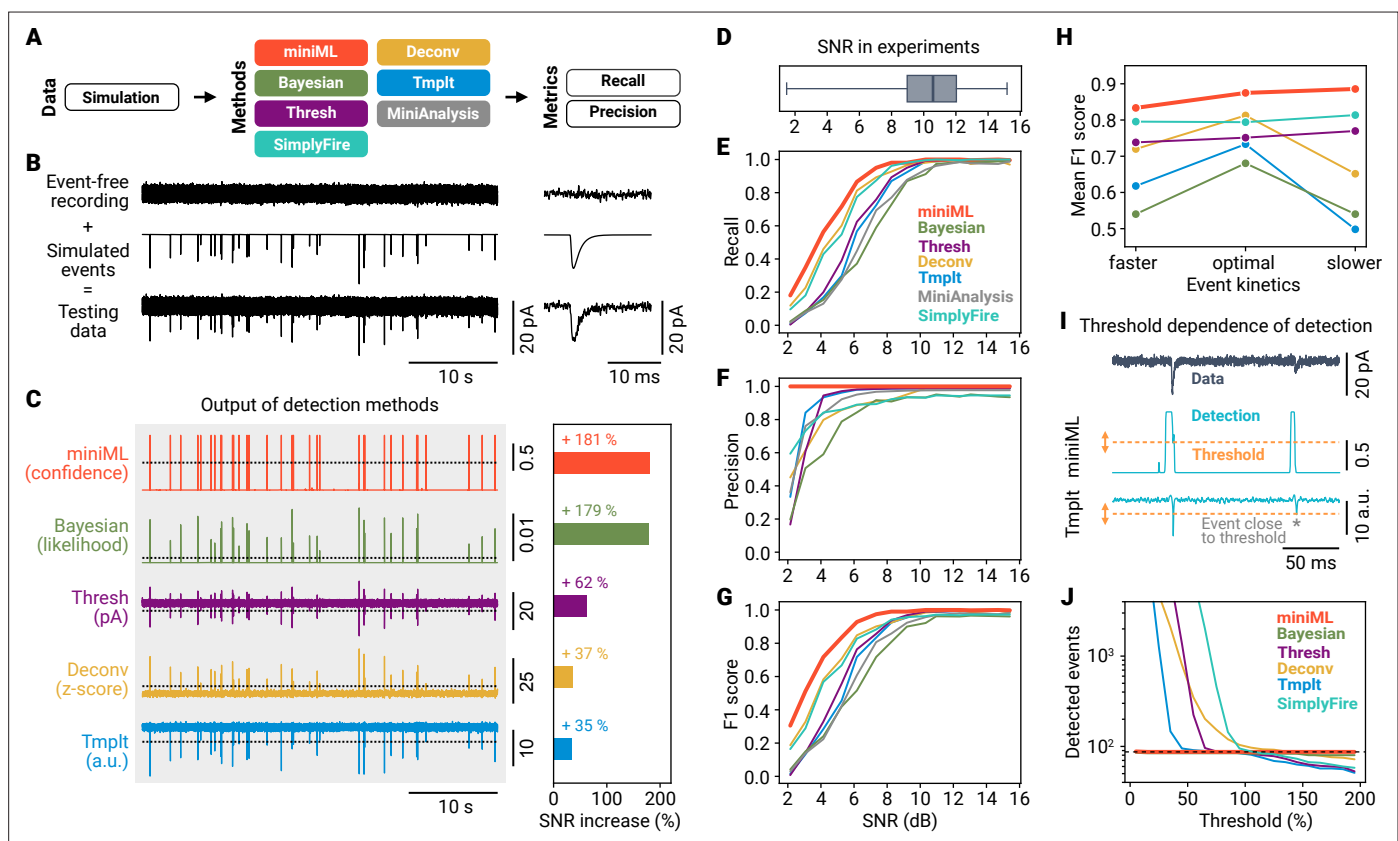 A
Data
Simulation
Methods
miniML
Deconv
Bayesian
Tmplt
Thresh
MiniAnalysis
SimplyFire
Metrics
Recall
Precision
B
Event-free
recording
+
Simulated
events
=
Testing
data
20 pA
20 pA
10 s
10 ms
C
Output of detection methods
miniML
(confidence)
0.5
Bayesian
(likelihood)
0.01
Thresh
(pA)
20
Deconv
(z-score)
25
Tmplt
(a.u.)
10
10 s
+ 181 %
+ 179 %
+ 62 %
+ 37 %
+ 35 %
0 100 200
SNR increase (%)
D
SNR in experiments
2 4 6 8 10 12 14 16
E
Recall
1.0
0.8
0.6
0.4
0.2
0.0
miniML
Bayesian
Thresh
Deconv
Tmplt
MiniAnalysis
SimplyFire
2 4 6 8 10 12 14 16
F
Precision
1.0
0.8
0.6
0.4
0.2
0.0
2 4 6 8 10 12 14 16
G
F1 score
1.0
0.8
0.6
0.4
0.2
0.0
2 4 6 8 10 12 14 16
SNR (dB)
H
Mean F1 score
0.9
0.8
0.7
0.6
0.5
faster optimal slower
Event kinetics
I
Threshold dependence of detection
Data
20 pA
miniML
Detection
Threshold
0.5
Tmplt
Event close
to threshold
*
10 a.u.
50 ms
J
Detected events
10³
10²
miniML
Bayesian
Thresh
Deconv
Tmplt
SimplyFire
0 50 100 150 200
Threshold (%)